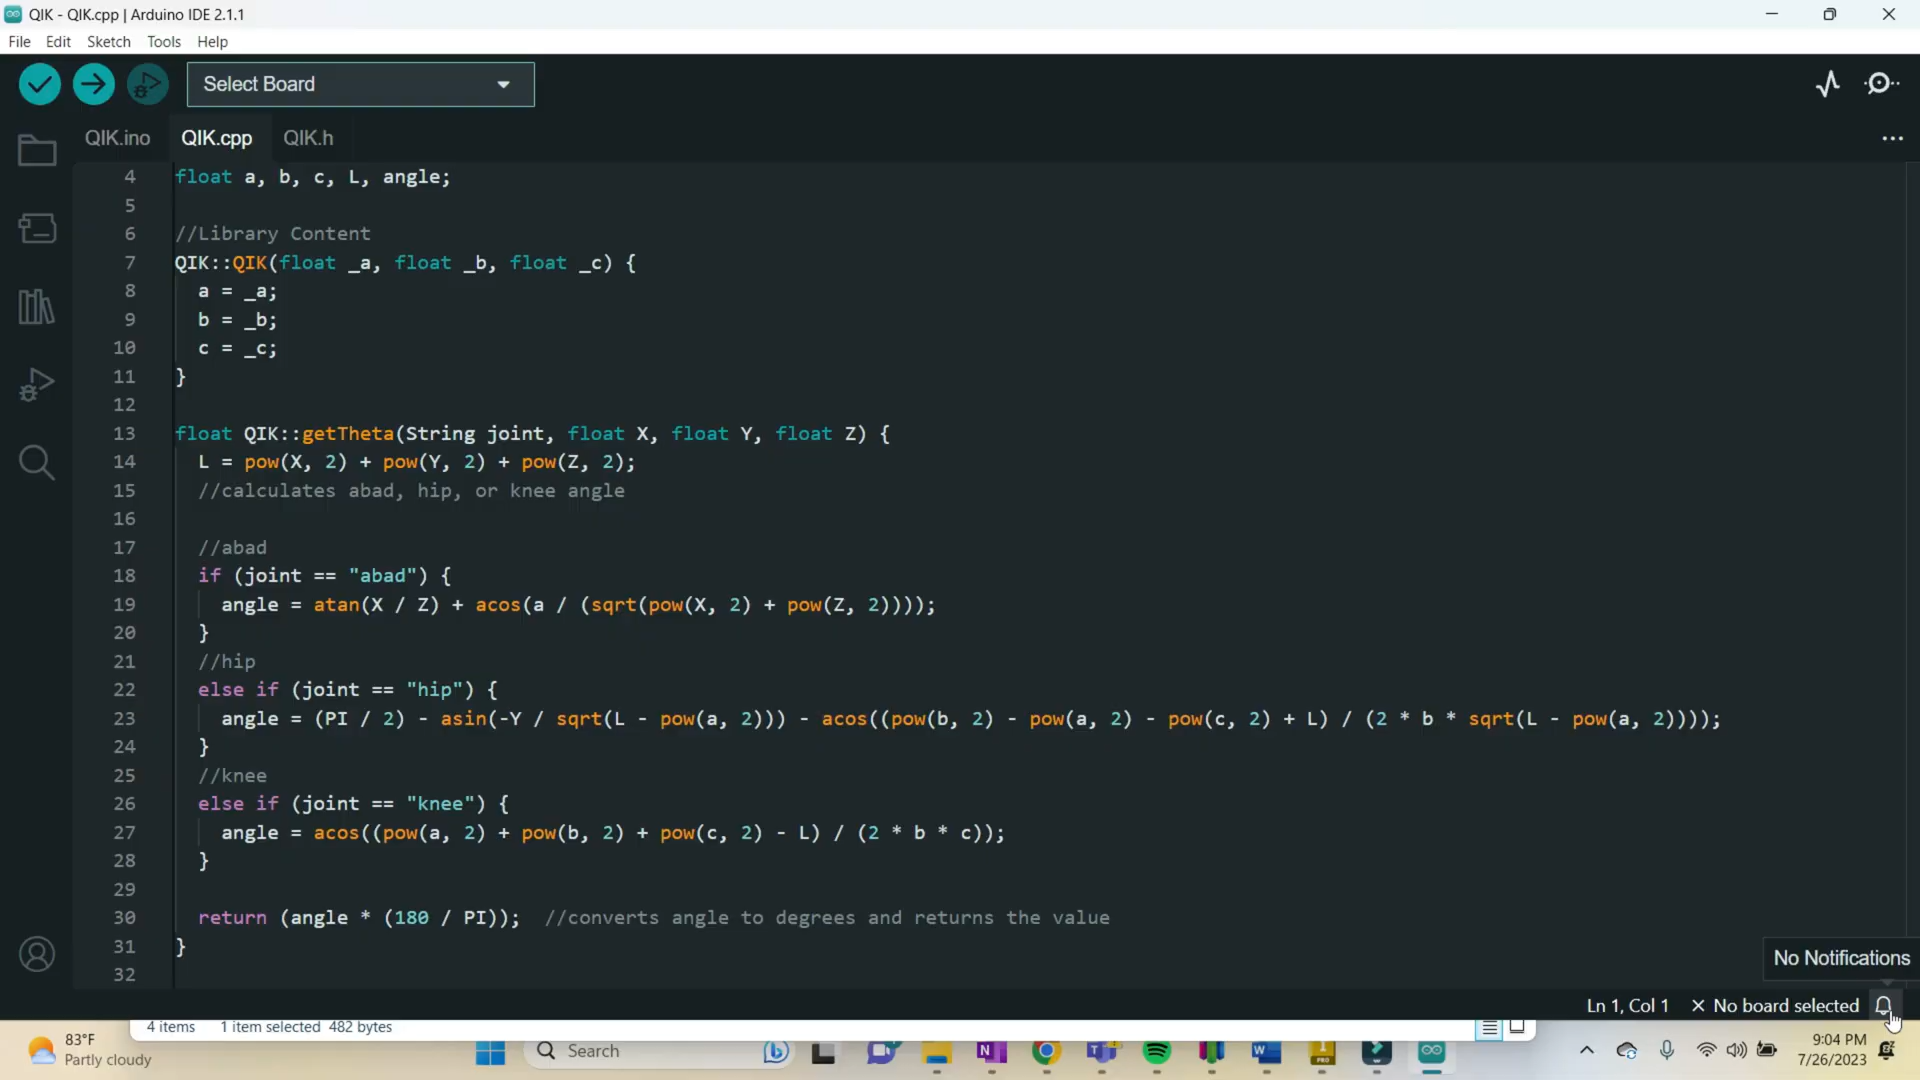 QIK - QIK.cpp | Arduino IDE 2.1.1
File Edit Sketch Tools Help
Select Board
QIK.ino QIK.cpp QIK.h
4 float a, b, c, L, angle;
5
6 //Library Content
7 QIK::QIK(float _a, float _b, float _c) {
8 a = _a;
9 b = _b;
10 c = _c;
11 }
12
13 float QIK::getTheta(String joint, float X, float Y, float Z) {
14 L = pow(X, 2) + pow(Y, 2) + pow(Z, 2);
15 //calculates abad, hip, or knee angle
16
17 //abad
18 if (joint == "abad") {
19 angle = atan(X / Z) + acos(a / (sqrt(pow(X, 2) + pow(Z, 2))));
20 }
21 //hip
22 else if (joint == "hip") {
23 angle = (PI / 2) - asin(-Y / sqrt(L - pow(a, 2))) - acos((pow(b, 2) - pow(a, 2) - pow(c, 2) + L) / (2 * b * sqrt(L - pow(a, 2))));
24 }
25 //knee
26 else if (joint == "knee") {
27 angle = acos((pow(a, 2) + pow(b, 2) + pow(c, 2) - L) / (2 * b * c));
28 }
29
30 return (angle * (180 / PI)); //converts angle to degrees and returns the value
31 }
32
No Notifications
Ln 1, Col 1 No board selected
4 items 1 item selected 482 bytes
83°F
Partly cloudy
Search
9:04 PM
7/26/2023